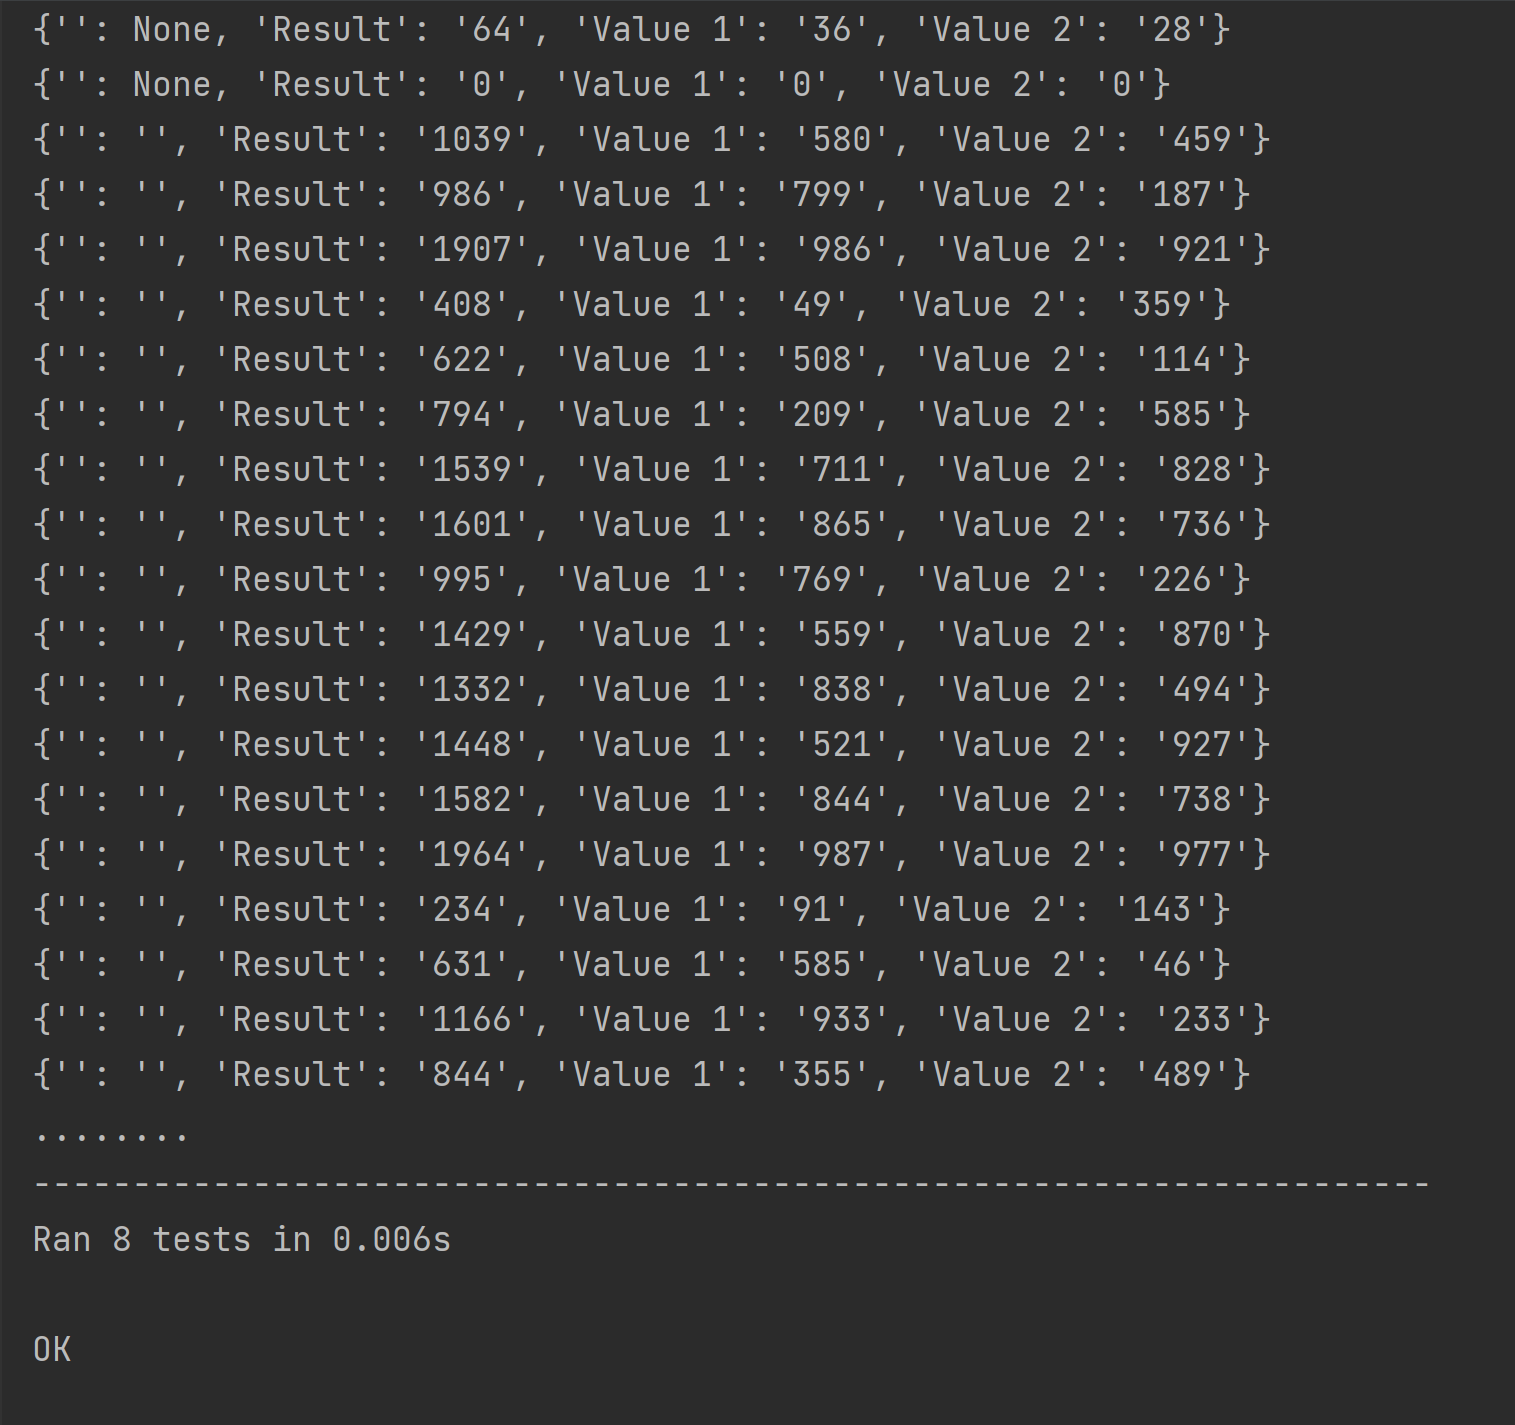 {'': None, 'Result': '64', 'Value 1': '36', 'Value 2': '28'}
{'': None, 'Result': '0', 'Value 1': '0', 'Value 2': '0'}
{'': '', 'Result': '1039', 'Value 1': '580', 'Value 2': '459'}
{'': '', 'Result': '986', 'Value 1': '799', 'Value 2': '187'}
{'': '', 'Result': '1907', 'Value 1': '986', 'Value 2': '921'}
{'': '', 'Result': '408', 'Value 1': '49', 'Value 2': '359'}
{'': '', 'Result': '622', 'Value 1': '508', 'Value 2': '114'}
{'': '', 'Result': '794', 'Value 1': '209', 'Value 2': '585'}
{'': '', 'Result': '1539', 'Value 1': '711', 'Value 2': '828'}
{'': '', 'Result': '1601', 'Value 1': '865', 'Value 2': '736'}
{'': '', 'Result': '995', 'Value 1': '769', 'Value 2': '226'}
{'': '', 'Result': '1429', 'Value 1': '559', 'Value 2': '870'}
{'': '', 'Result': '1332', 'Value 1': '838', 'Value 2': '494'}
{'': '', 'Result': '1448', 'Value 1': '521', 'Value 2': '927'}
{'': '', 'Result': '1582', 'Value 1': '844', 'Value 2': '738'}
{'': '', 'Result': '1964', 'Value 1': '987', 'Value 2': '977'}
{'': '', 'Result': '234', 'Value 1': '91', 'Value 2': '143'}
{'': '', 'Result': '631', 'Value 1': '585', 'Value 2': '46'}
{'': '', 'Result': '1166', 'Value 1': '933', 'Value 2': '233'}
{'': '', 'Result': '844', 'Value 1': '355', 'Value 2': '489'}
........
----------------------------------------------------------------------
Ran 8 tests in 0.006s
OK